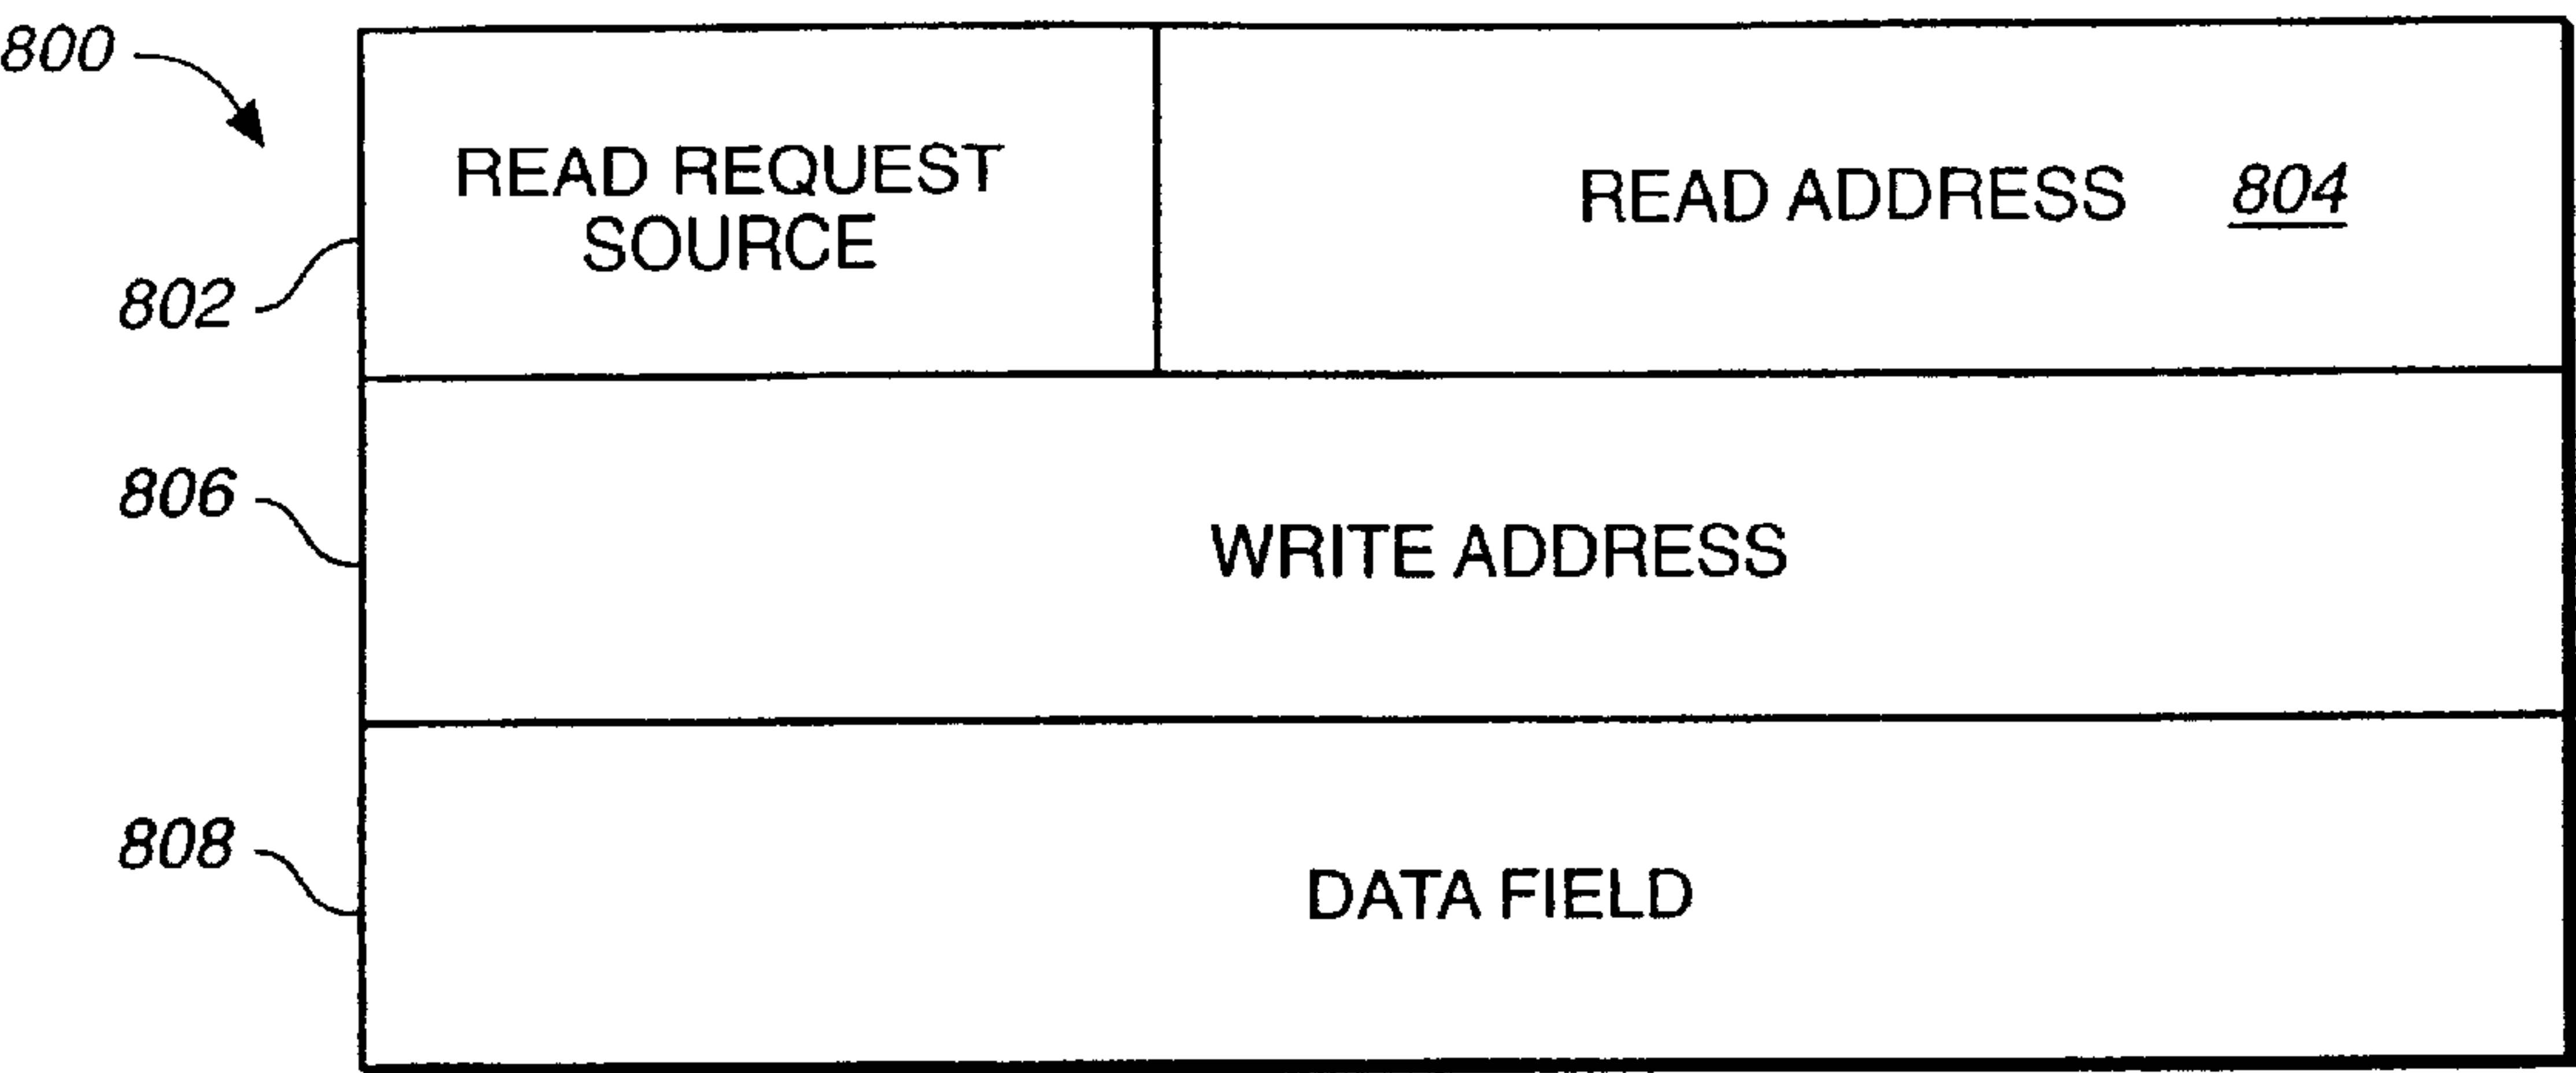 800
READ REQUEST
SOURCE
READ ADDRESS 804
802
806
WRITE ADDRESS
808
DATA FIELD